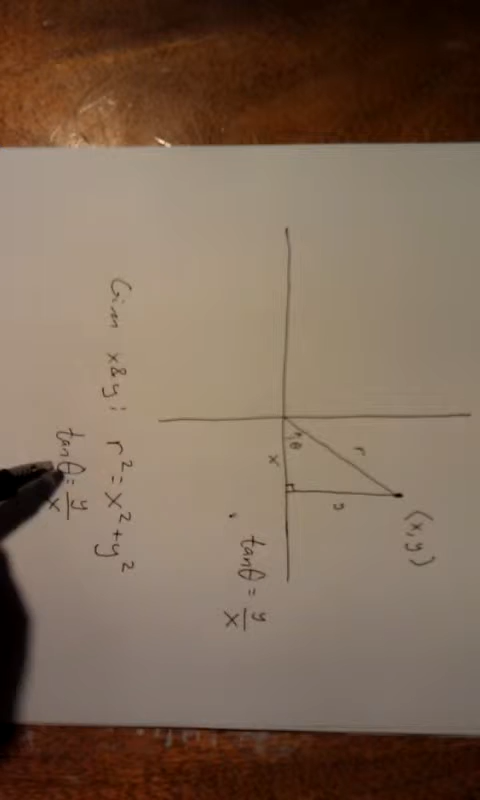 (x,y)
r
y
θ
x
tanθ = y/x
Given x & y: r² = x² + y²
tanθ = y/x